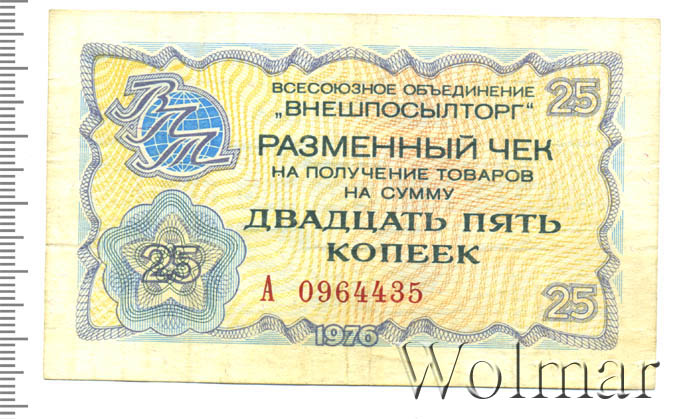 ВПТ
ВСЕСОЮЗНОЕ ОБЪЕДИНЕНИЕ
„ВНЕШПОСЫЛТОРГ"
25
РАЗМЕННЫЙ ЧЕК
НА ПОЛУЧЕНИЕ ТОВАРОВ
НА СУММУ
ДВАДЦАТЬ ПЯТЬ
КОПЕЕК
25
А 0964435
25
1976
Wolmar